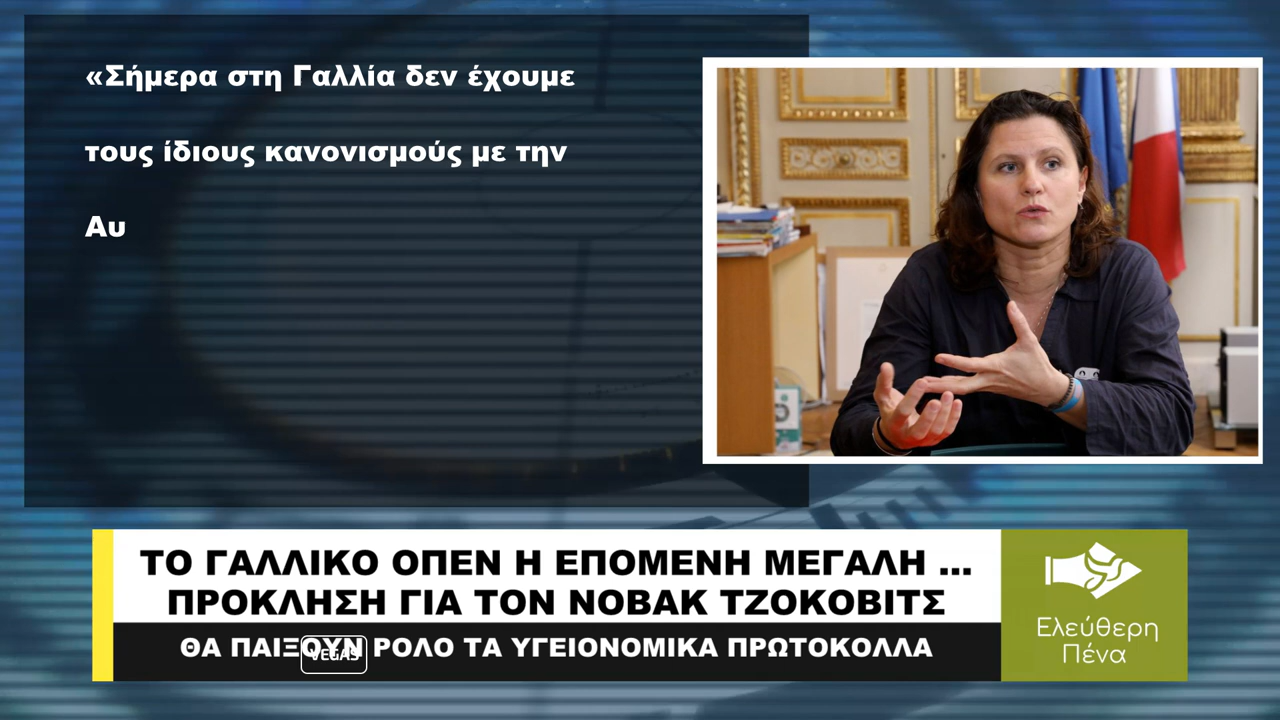 «Σήμερα στη Γαλλία δεν έχουμε
τους ίδιους κανονισμούς με την
Αυ
ΤΟ ΓΑΛΛΙΚΟ ΟΠΕΝ Η ΕΠΟΜΕΝΗ ΜΕΓΑΛΗ ...
ΠΡΟΚΛΗΣΗ ΓΙΑ ΤΟΝ ΝΟΒΑΚ ΤΖΟΚΟΒΙΤΣ
ΘΑ ΠΑΙΞΟΥΝ ΡΟΛΟ ΤΑ ΥΓΕΙΟΝΟΜΙΚΑ ΠΡΩΤΟΚΟΛΛΑ
VEGAS
Ελεύθερη
Πένα